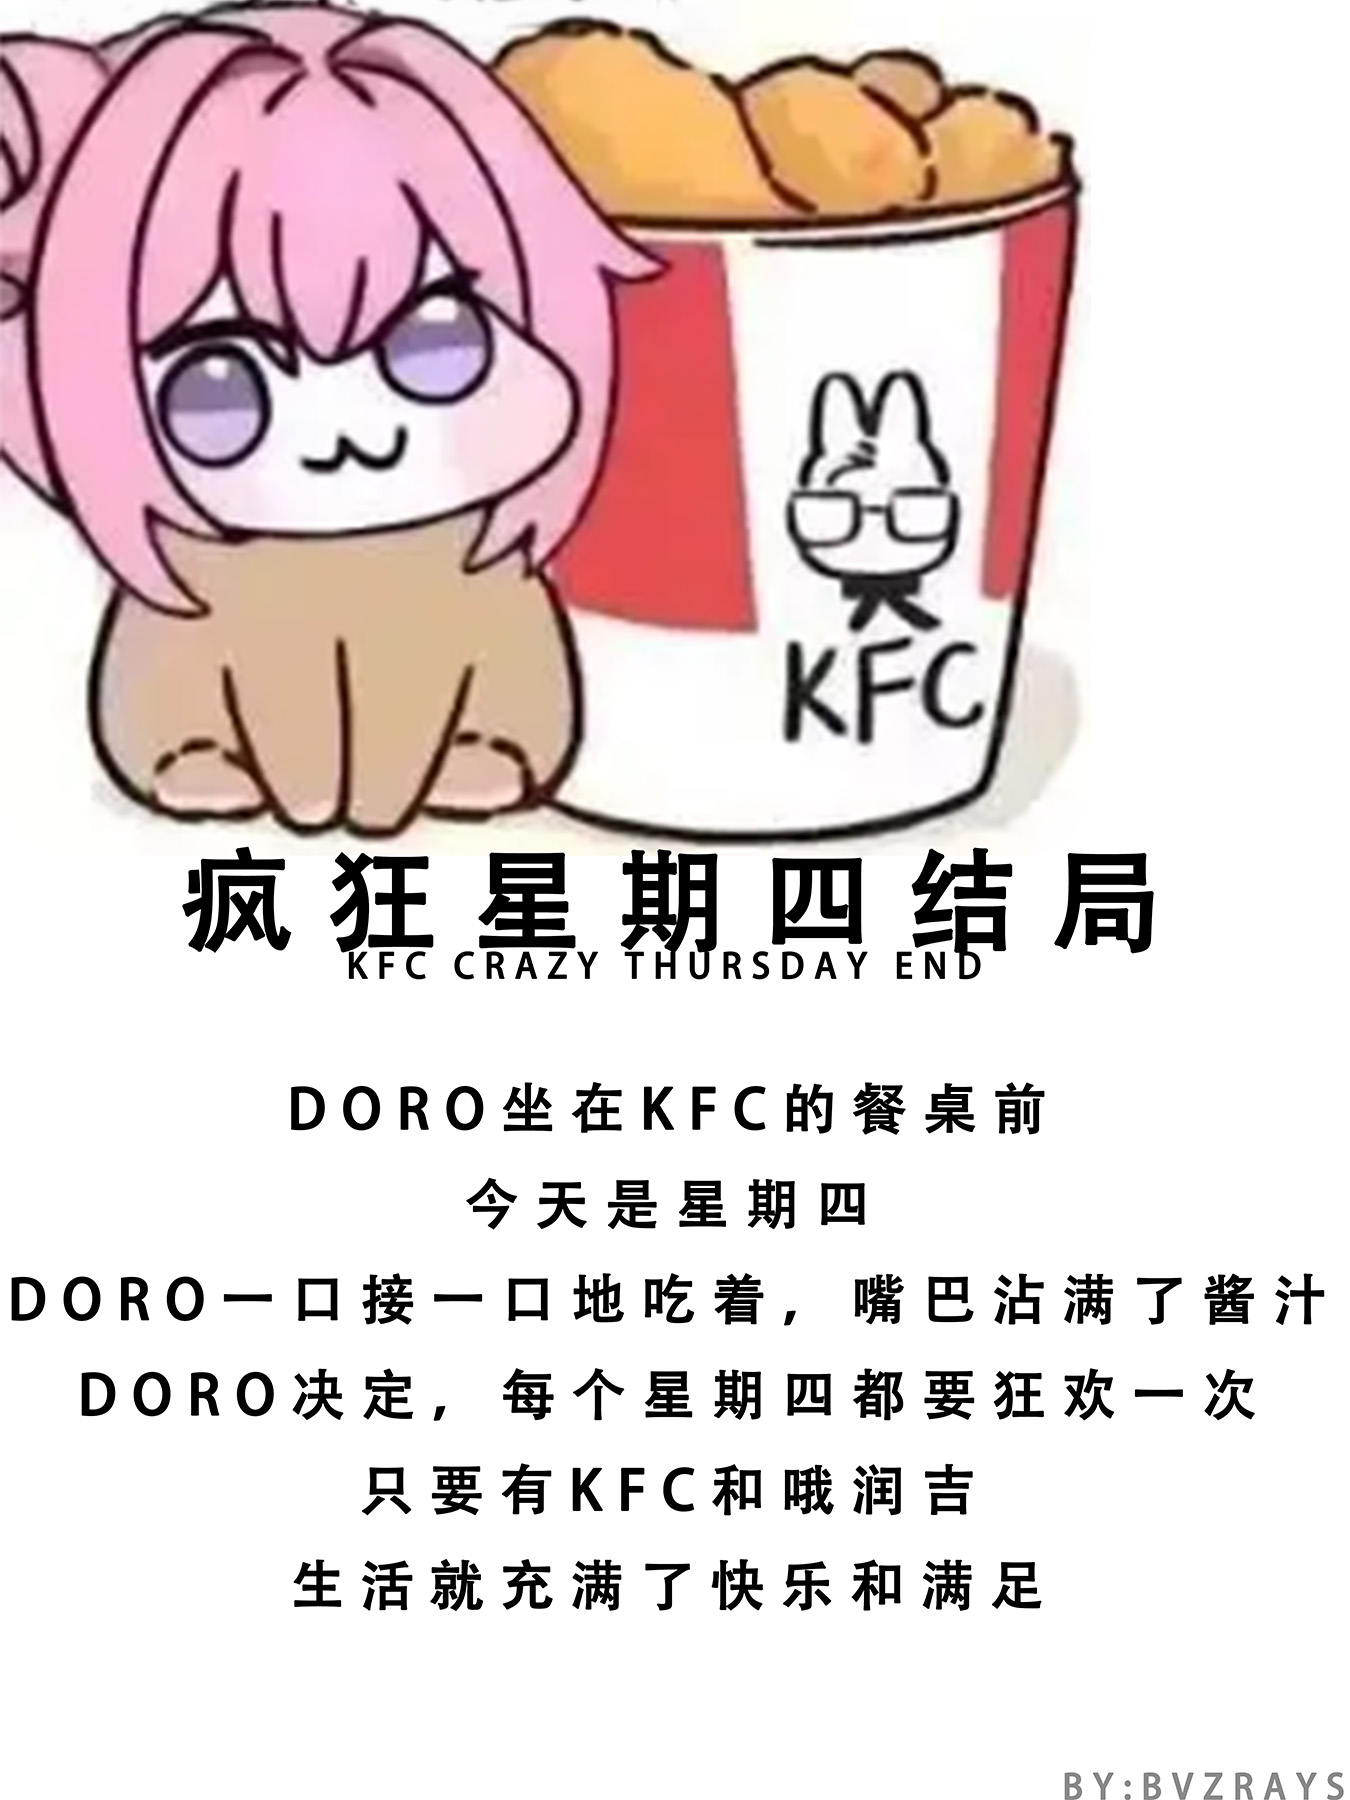 KFC
疯狂星期四结局
KFC CRAZY THURSDAY END
DORO坐在KFC的餐桌前
今天是星期四
DORO一口接一口地吃着，嘴巴沾满了酱汁
DORO决定，每个星期四都要狂欢一次
只要有KFC和哦润吉
生活就充满了快乐和满足
BY:BVZRAYS